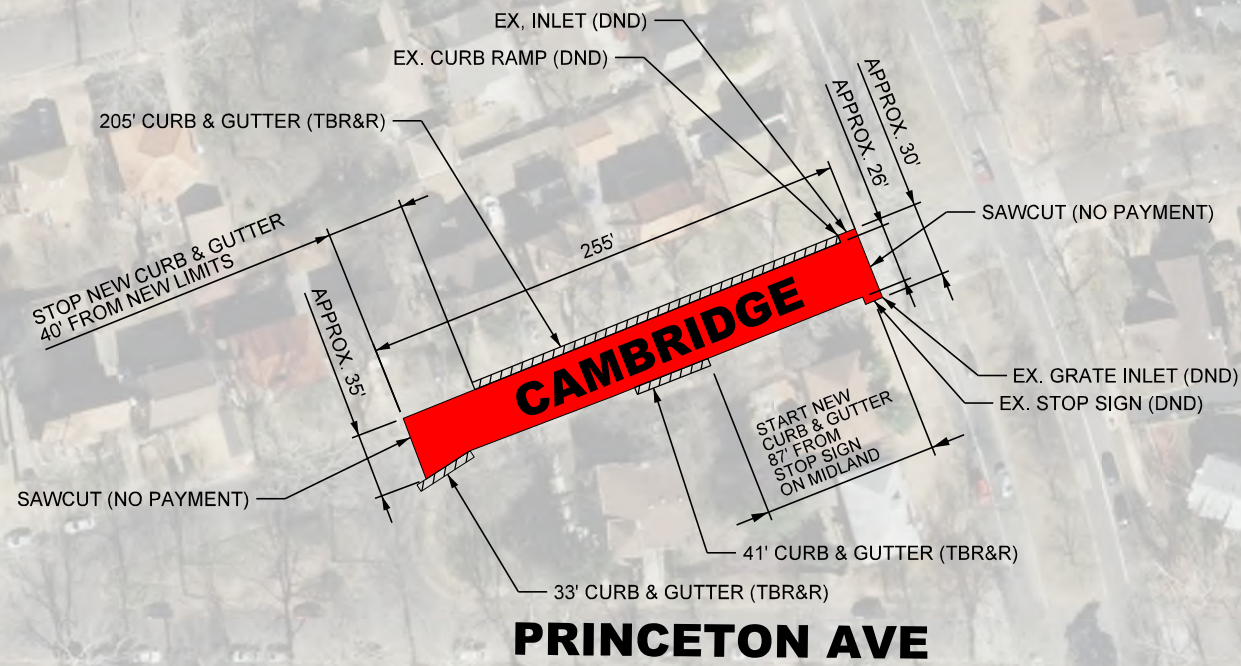 EX, INLET (DND)
EX. CURB RAMP (DND)
205' CURB & GUTTER (TBR&R)
APPROX. 30'
APPROX. 26'
SAWCUT (NO PAYMENT)
STOP NEW CURB & GUTTER
40' FROM NEW LIMITS
255'
APPROX. 35'
CAMBRIDGE
EX. GRATE INLET (DND)
EX. STOP SIGN (DND)
START NEW
CURB & GUTTER
87' FROM
STOP SIGN
ON MIDLAND
SAWCUT (NO PAYMENT)
41' CURB & GUTTER (TBR&R)
33' CURB & GUTTER (TBR&R)
PRINCETON AVE